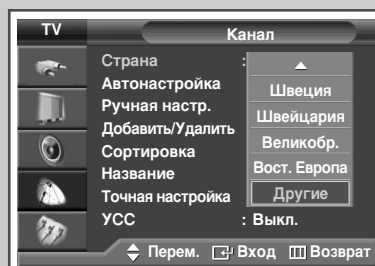 TV
Канал
Страна :
Автонастройка
Ручная настр.
Добавить/Удалить
Сортировка
Название
Точная настройка
УСС : Выкл.
Швеция
Швейцария
Великобр.
Вост. Европа
Другие
Перем. Вход Возврат